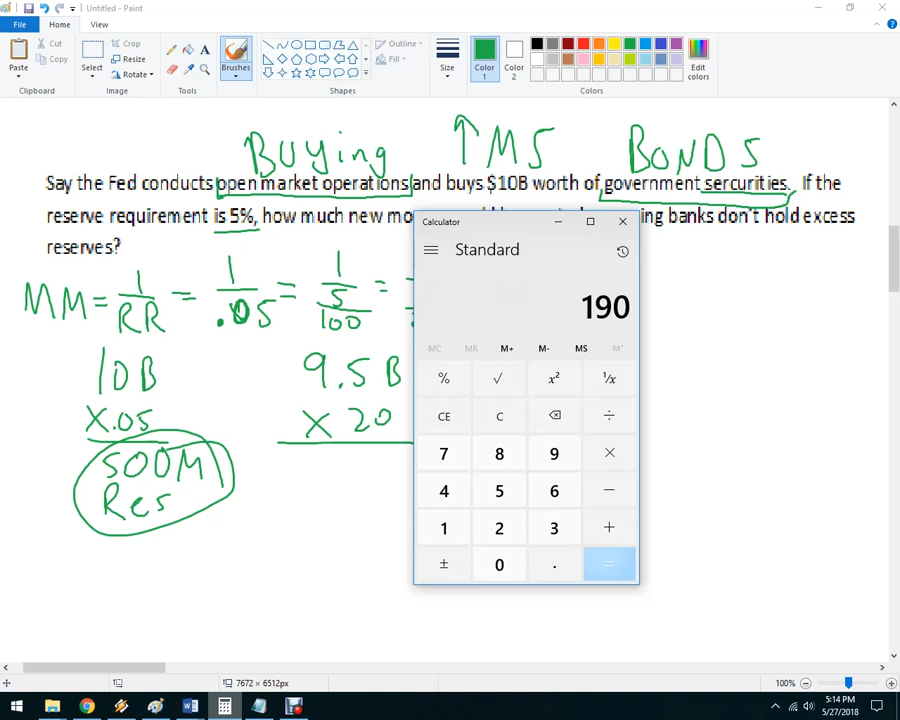 Untitled - Paint
File Home View
Paste Cut Copy Select Crop Resize Rotate Brushes Outline Fill Size Color 1 Color 2 Edit colors
Clipboard Image Tools Shapes Colors
BUYing ↑MS BONDS
Say the Fed conducts open market operations and buys $10B worth of government sercurities. If the
reserve requirement is 5%, how much new mo ing banks don't hold excess
reserves?
MM = 1/RR = 1/.05 = 1/(5/100) =
10B 9.5B
X.05 X 20
500M
Res
Calculator
Standard
190
MC MR M+ M- MS M˅
% √ x² ¹/x
CE C ÷
7 8 9 ×
4 5 6 −
1 2 3 +
± 0 . =
7672 × 6512px 100%
5:14 PM
5/27/2018